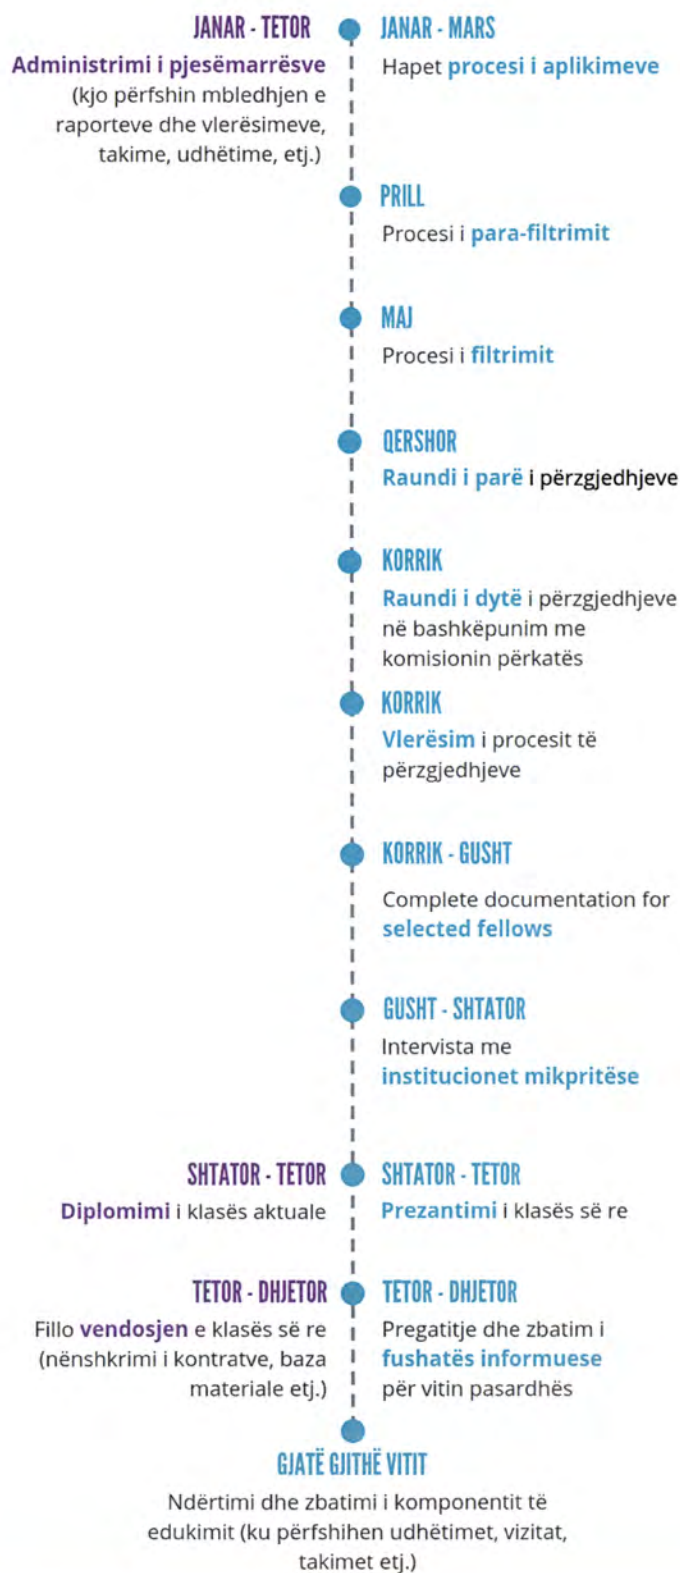 JANAR - TETOR
Administrimi i pjesëmarrësve
(kjo përfshin mbledhjen e
raporteve dhe vlerësimeve,
takime, udhëtime, etj.)
JANAR - MARS
Hapet procesi i aplikimeve
PRILL
Procesi i para-filtrimit
MAJ
Procesi i filtrimit
QERSHOR
Raundi i parë i përzgjedhjeve
KORRIK
Raundi i dytë i përzgjedhjeve
në bashkëpunim me
komisionin përkatës
KORRIK
Vlerësim i procesit të
përzgjedhjeve
KORRIK - GUSHT
Complete documentation for
selected fellows
GUSHT - SHTATOR
Intervista me
institucionet mikpritëse
SHTATOR - TETOR
Diplomimi i klasës aktuale
SHTATOR - TETOR
Prezantimi i klasës së re
TETOR - DHJETOR
Fillo vendosjen e klasës së re
(nënshkrimi i kontratve, baza
materiale etj.)
TETOR - DHJETOR
Pregatitje dhe zbatim i
fushatës informuese
për vitin pasardhës
GJATË GJITHË VITIT
Ndërtimi dhe zbatimi i komponentit të
edukimit (ku përfshihen udhëtimet, vizitat,
takimet etj.)